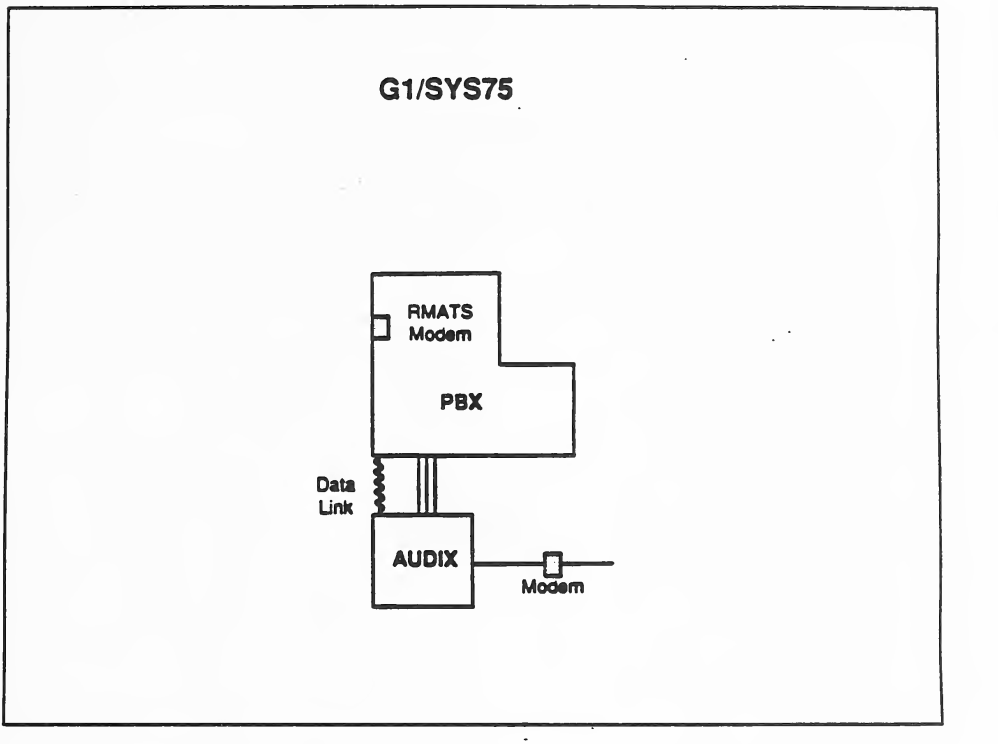 G1/SYS75
RMATS
Modem
PBX
Data
Link
AUDIX
Modem